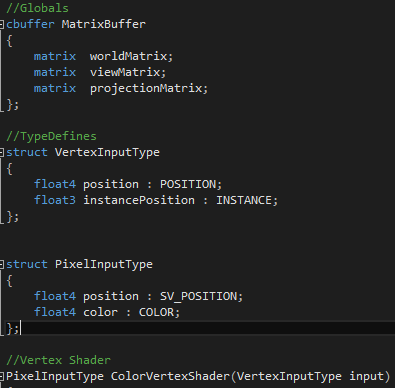 //Globals
cbuffer MatrixBuffer
{
    matrix  worldMatrix;
    matrix  viewMatrix;
    matrix  projectionMatrix;
};
//TypeDefines
struct VertexInputType
{
    float4 position : POSITION;
    float3 instancePosition : INSTANCE;
};
struct PixelInputType
{
    float4 position : SV_POSITION;
    float4 color : COLOR;
};
//Vertex Shader
PixelInputType ColorVertexShader(VertexInputType input)